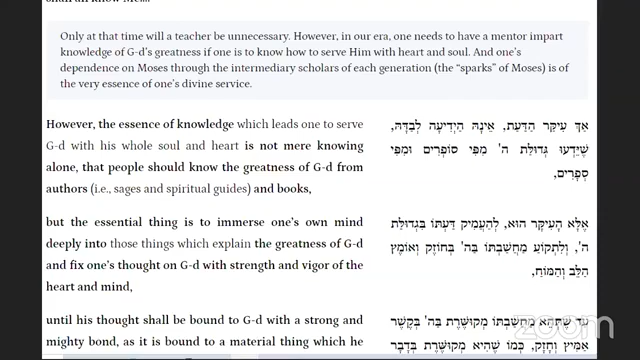 shall all know Me....
Only at that time will a teacher be unnecessary. However, in our era, one needs to have a mentor impart
knowledge of G-d's greatness if one is to know how to serve Him with heart and soul. And one's
dependence on Moses through the intermediary scholars of each generation (the “sparks” of Moses) is of
the very essence of one's divine service.
However, the essence of knowledge which leads one to serve
G-d with his whole soul and heart is not mere knowing
alone, that people should know the greatness of G-d from
authors (i.e., sages and spiritual guides) and books,
אַךְ עִיקַּר הַדַּעַת, אֵינָהּ הַיְדִיעָה לְבַדָּהּ,
שֶׁיֵּדְעוּ גְּדוּלַּת ה' מִפִּי סוֹפְרִים וּמִפִּי
סְפָרִים,
but the essential thing is to immerse one's own mind
deeply into those things which explain the greatness of G-d
and fix one's thought on G-d with strength and vigor of the
heart and mind,
אֶלָּא הָעִיקָּר הוּא, לְהַעֲמִיק דַּעְתּוֹ בִּגְדוּלַּת
ה', וְלִתְקוֹעַ מַחֲשַׁבְתּוֹ בַּה' בְּחוֹזֶק וְאוֹמֶץ
הַלֵּב וְהַמּוֹחַ,
until his thought shall be bound to G-d with a strong and
mighty bond, as it is bound to a material thing which he
עַד שֶׁתְּהֵא מַחֲשַׁבְתּוֹ מְקוּשֶּׁרֶת בַּה' בְּקֶשֶׁר
אַמִּיץ וְחָזָק, כְּמוֹ שֶׁהִיא מְקוּשֶּׁרֶת בְּדָבָר
zoom